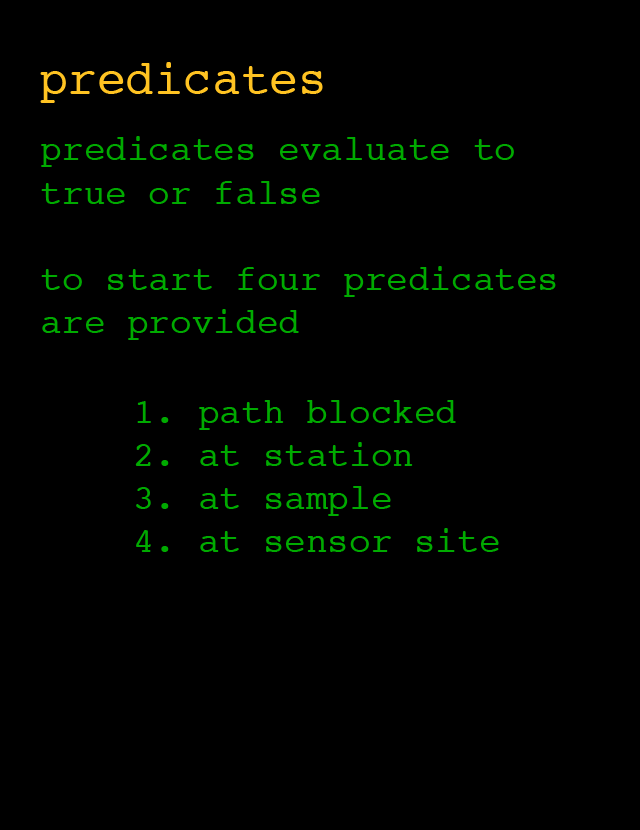 predicates
predicates evaluate to
true or false
to start four predicates
are provided
1. path blocked
2. at station
3. at sample
4. at sensor site